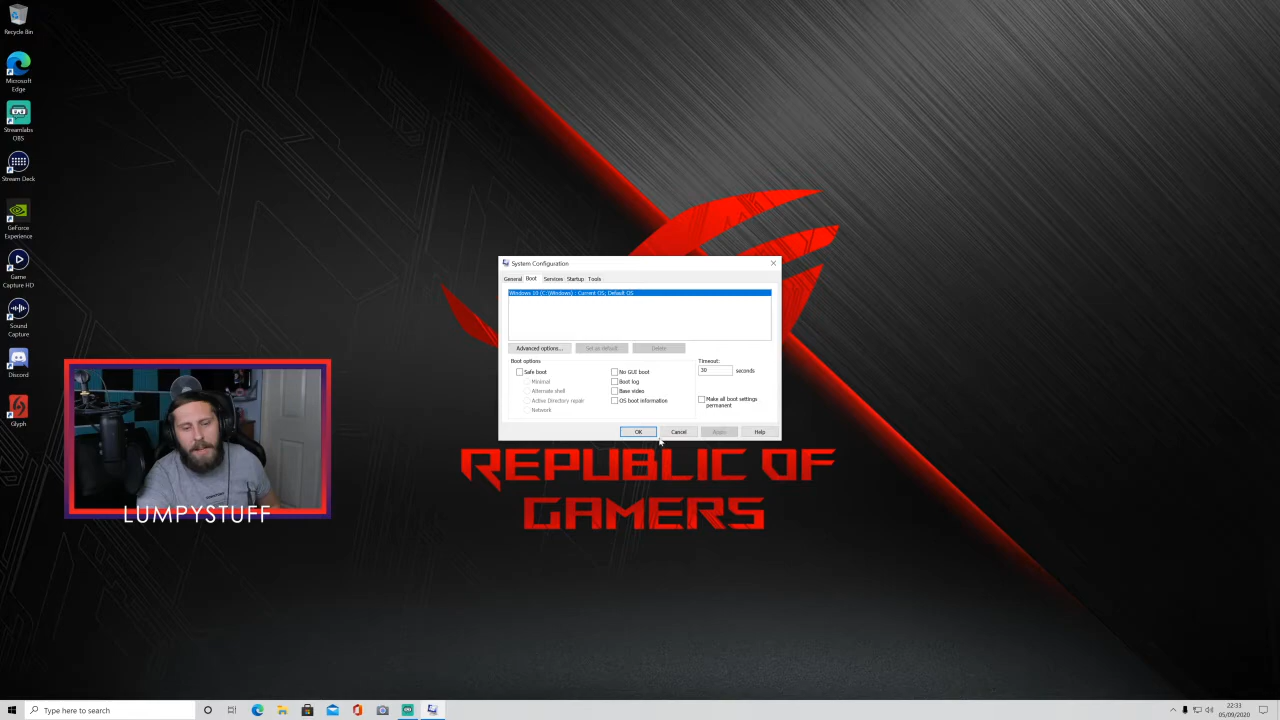 Recycle Bin
Microsoft
Edge
Streamlabs
OBS
Stream Deck
GeForce
Experience
Game
Capture HD
Sound
Capture
Discord
Glyph
System Configuration
General Boot Services Startup Tools
Windows 10 (C:\Windows) : Current OS; Default OS
Advanced options... Set as default Delete
Boot options
Safe boot
Minimal
Alternate shell
Active Directory repair
Network
No GUI boot
Boot log
Base video
OS boot information
Timeout:
30 seconds
Make all boot settings
permanent
OK Cancel Apply Help
REPUBLIC OF
GAMERS
LUMPYSTUFF
Type here to search
22:33
05/09/2020